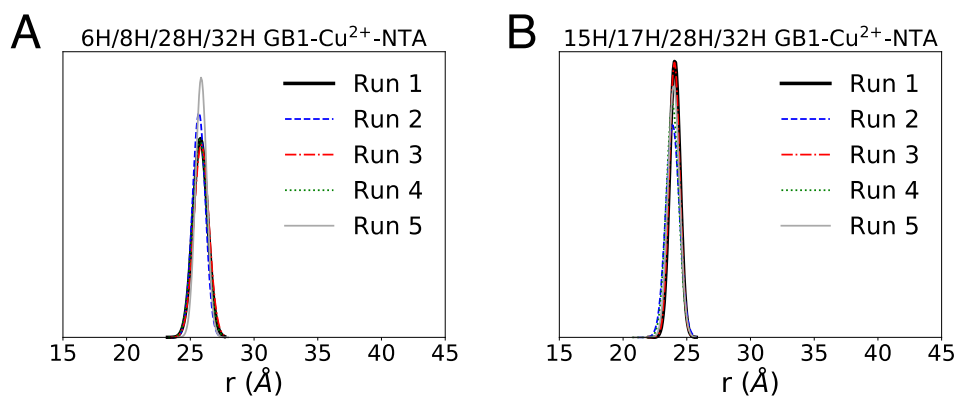 A
6H/8H/28H/32H GB1-Cu²⁺-NTA
Run 1
Run 2
Run 3
Run 4
Run 5
15 20 25 30 35 40 45
r (Å)
B
15H/17H/28H/32H GB1-Cu²⁺-NTA
Run 1
Run 2
Run 3
Run 4
Run 5
15 20 25 30 35 40 45
r (Å)